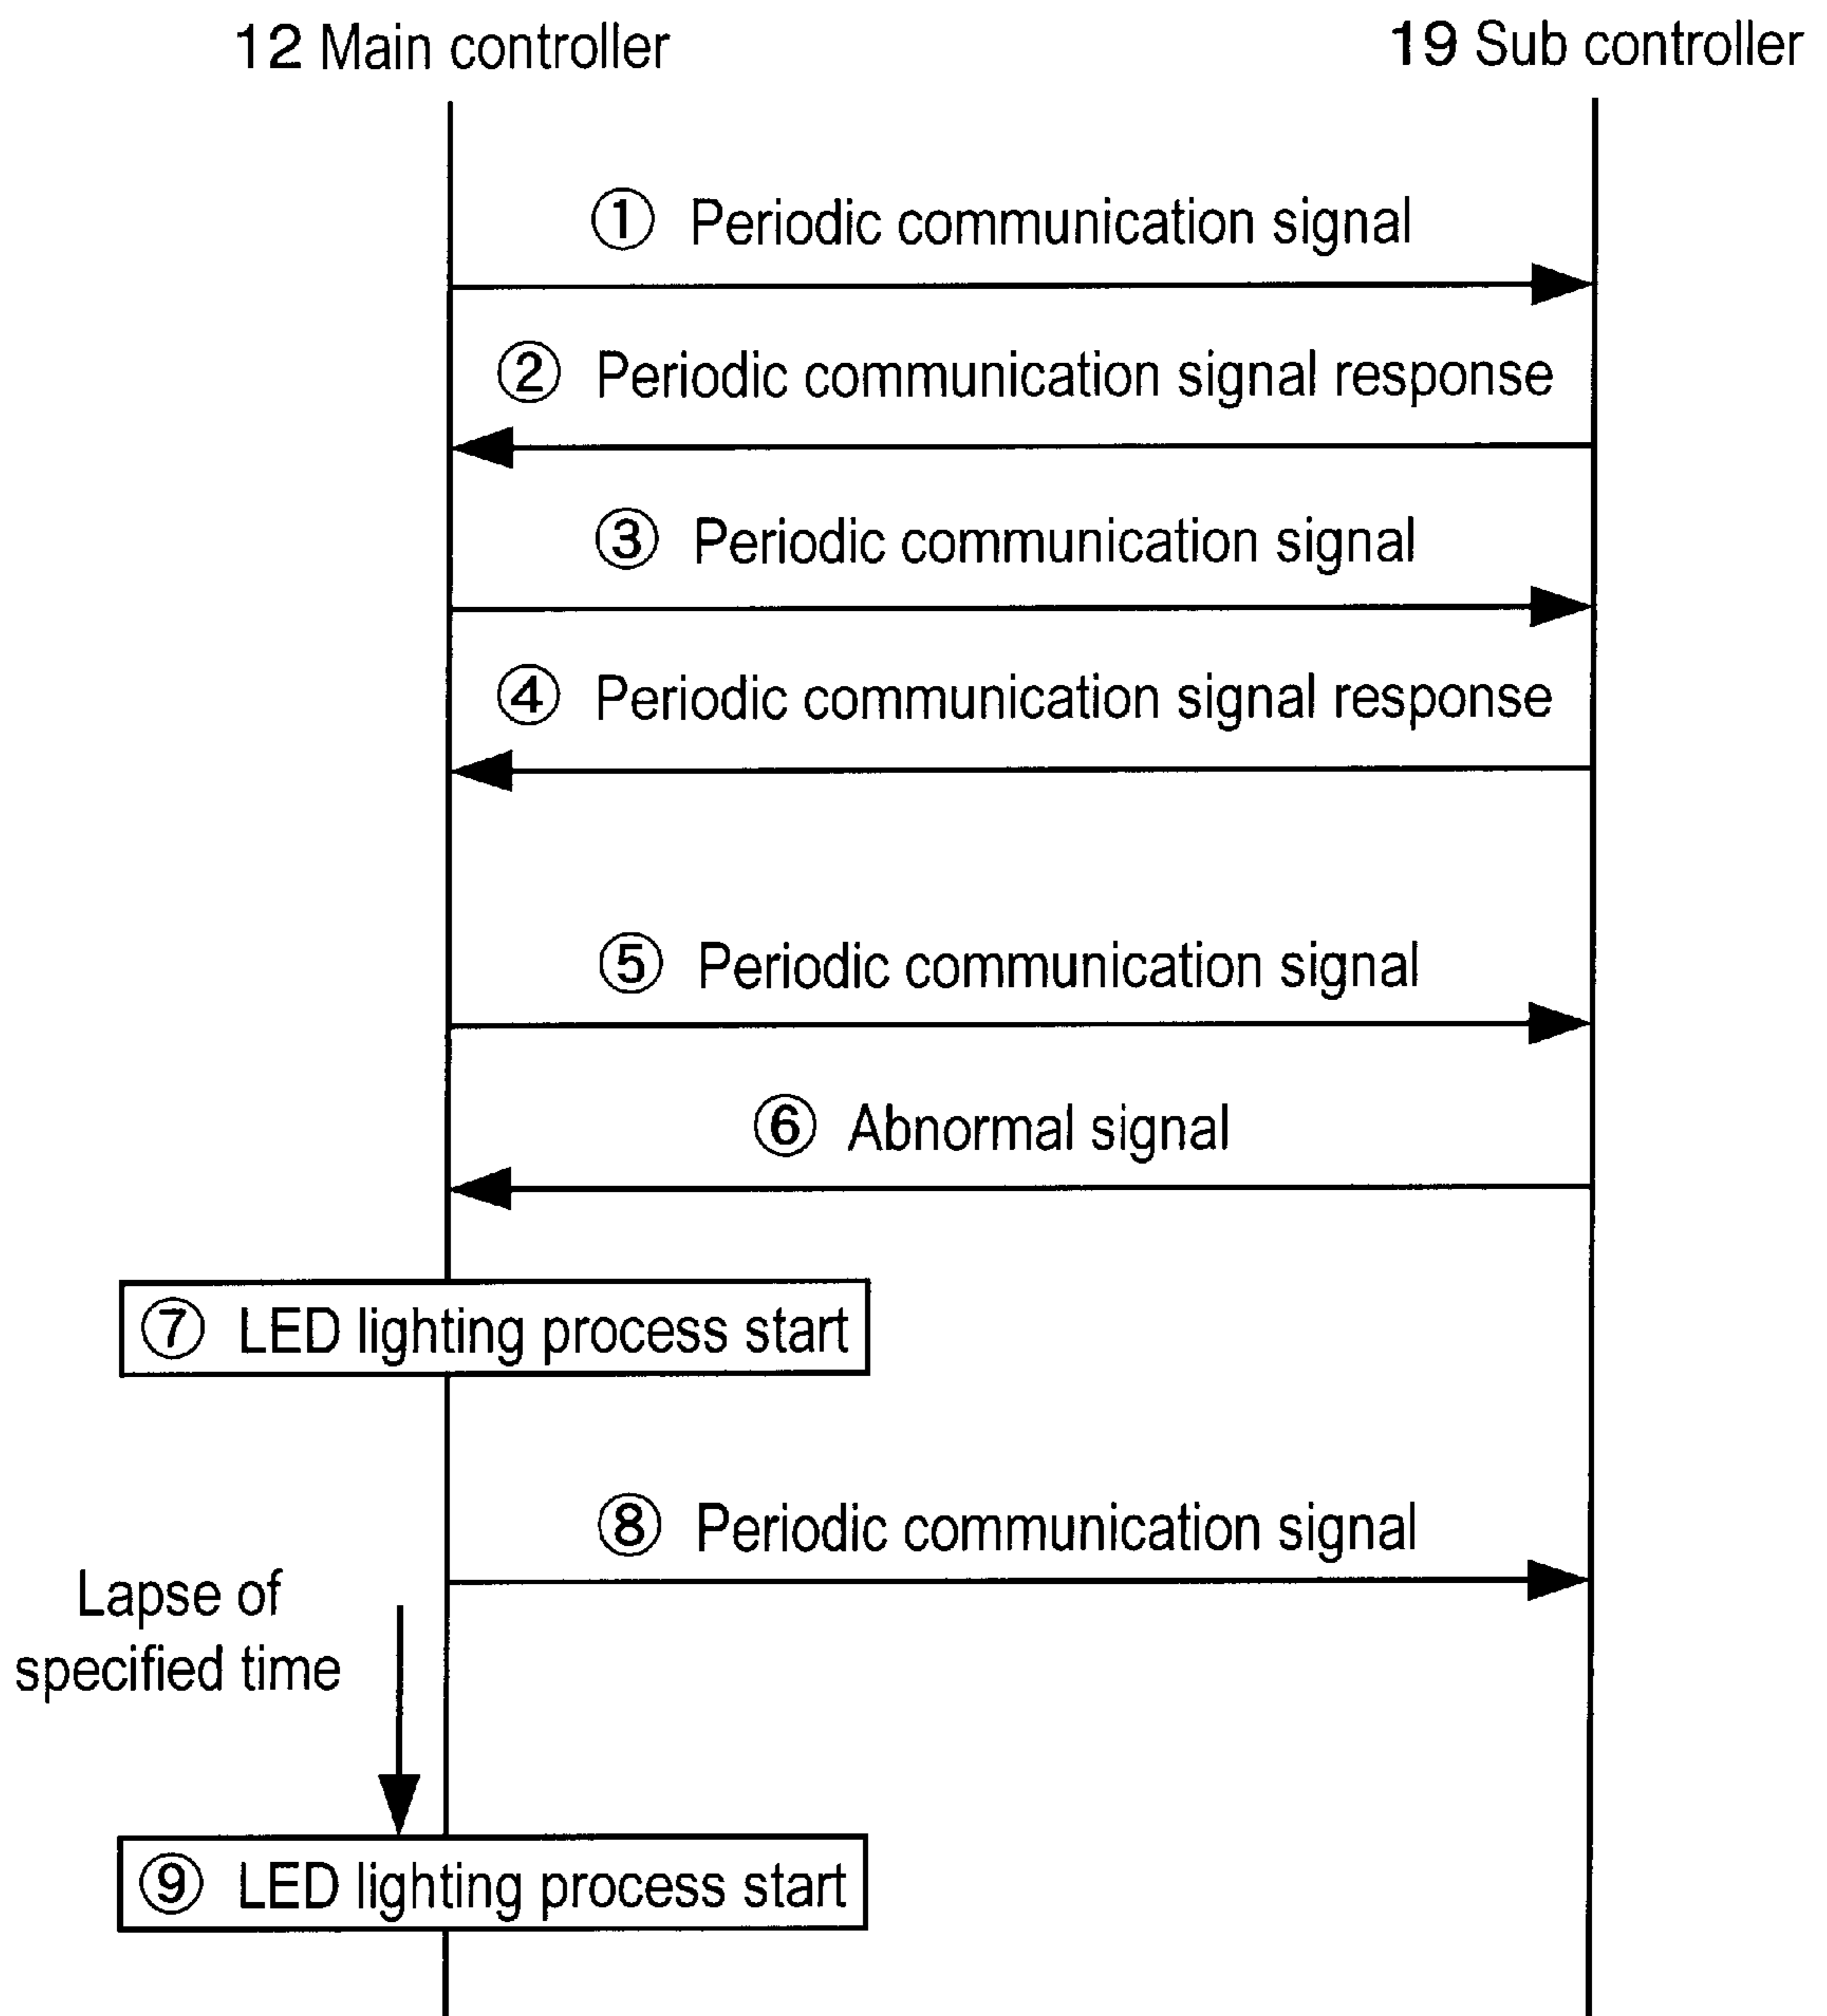 12 Main controller
19 Sub controller
① Periodic communication signal
② Periodic communication signal response
③ Periodic communication signal
④ Periodic communication signal response
⑤ Periodic communication signal
⑥ Abnormal signal
⑦ LED lighting process start
⑧ Periodic communication signal
Lapse of
specified time
⑨ LED lighting process start